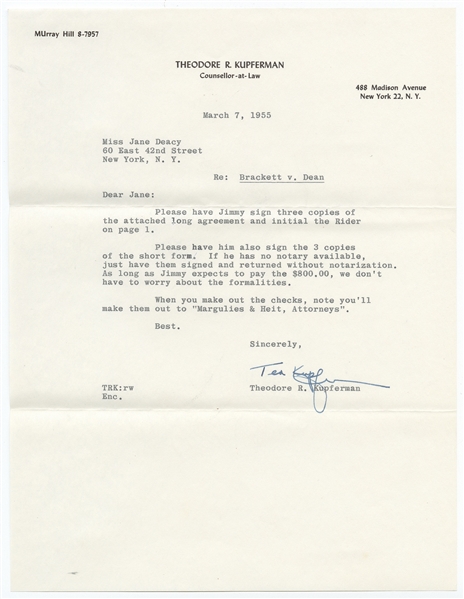 MUrray Hill 8-7957
THEODORE R. KUPFERMAN
Counsellor-at-Law
488 Madison Avenue
New York 22, N. Y.
March 7, 1955
Miss Jane Deacy
60 East 42nd Street
New York, N. Y.
Re: Brackett v. Dean
Dear Jane:
Please have Jimmy sign three copies
of the attached long agreement and initial the Rider
on page 1.
Please have him also sign the 3 copies
of the short form. If he has no notary available,
just have them signed and returned without notarization.
As long as Jimmy expects to pay the $800.00, we don't
have to worry about the formalities.
When you make out the checks, note you'll
make them out to "Margulies & Heit, Attorneys".
Best.
Sincerely,
Ted Kupferman
Theodore R. Kupferman
TRK:rw
Enc.